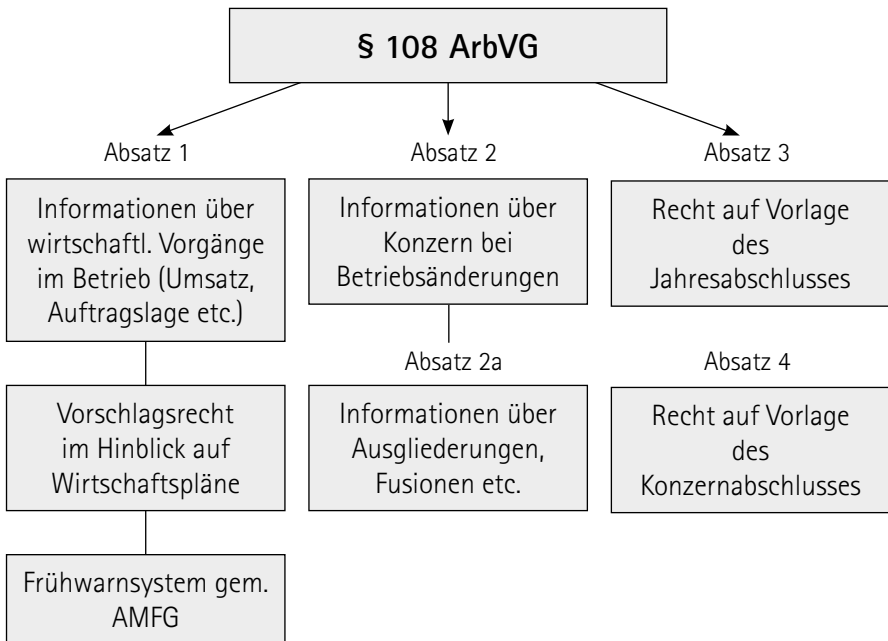 § 108 ArbVG
Absatz 1
Informationen über
wirtschaftl. Vorgänge
im Betrieb (Umsatz,
Auftragslage etc.)
Vorschlagsrecht
im Hinblick auf
Wirtschaftspläne
Frühwarnsystem gem.
AMFG
Absatz 2
Informationen über
Konzern bei
Betriebsänderungen
Absatz 2a
Informationen über
Ausgliederungen,
Fusionen etc.
Absatz 3
Recht auf Vorlage
des
Jahresabschlusses
Absatz 4
Recht auf Vorlage
des
Konzernabschlusses